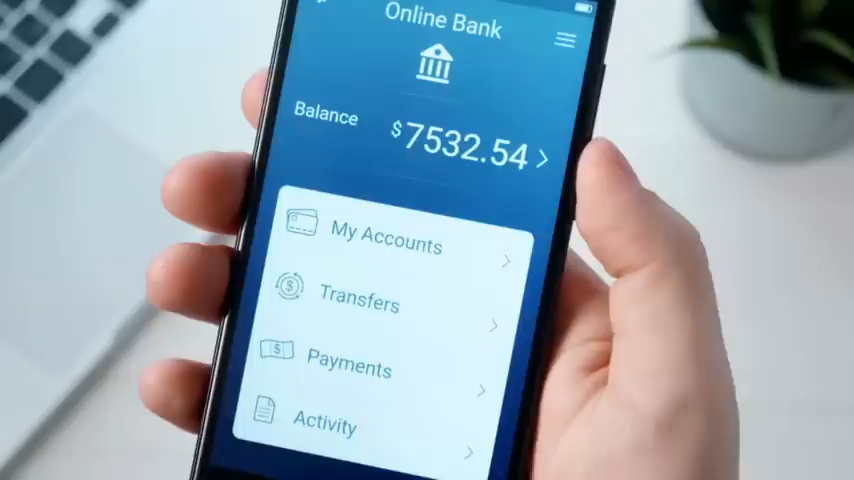 Online Bank
Balance $7532.54
My Accounts
Transfers
Payments
Activity